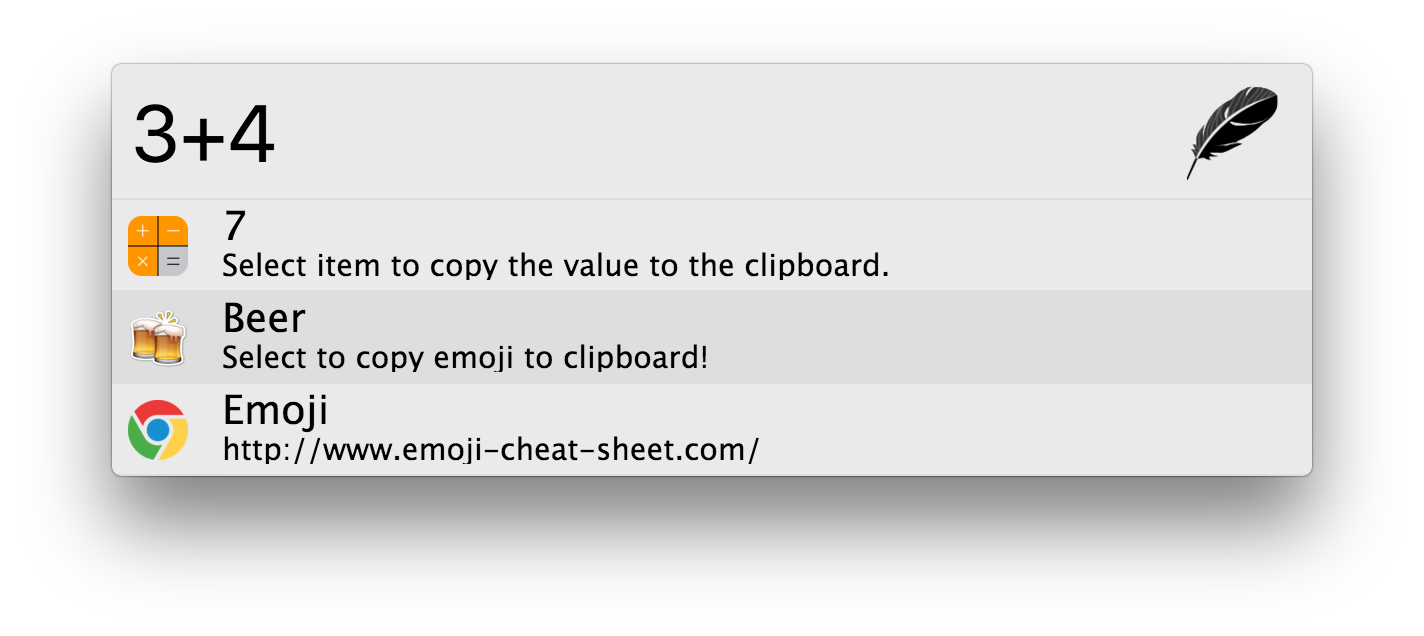 3+4
7
Select item to copy the value to the clipboard.
Beer
Select to copy emoji to clipboard!
Emoji
http://www.emoji-cheat-sheet.com/